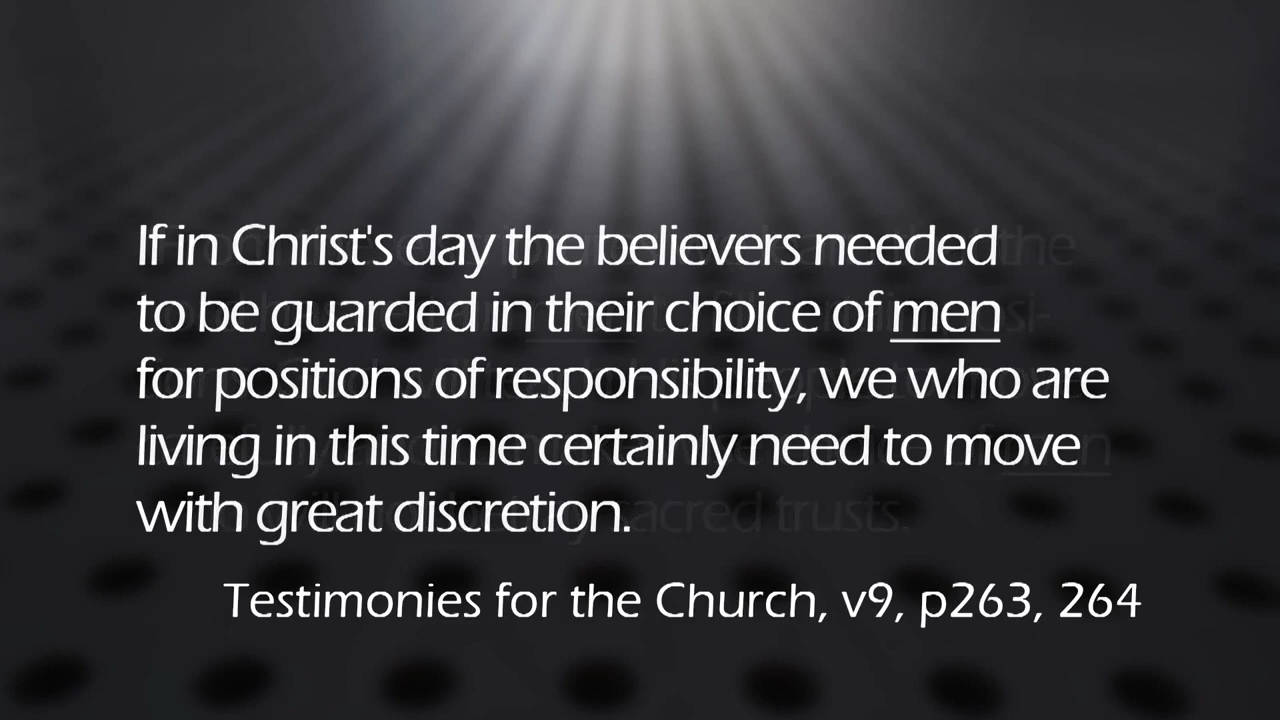 If in Christ's day the believers needed
to be guarded in their choice of men
for positions of responsibility, we who are
living in this time certainly need to move
with great discretion.
Testimonies for the Church, v9, p263, 264